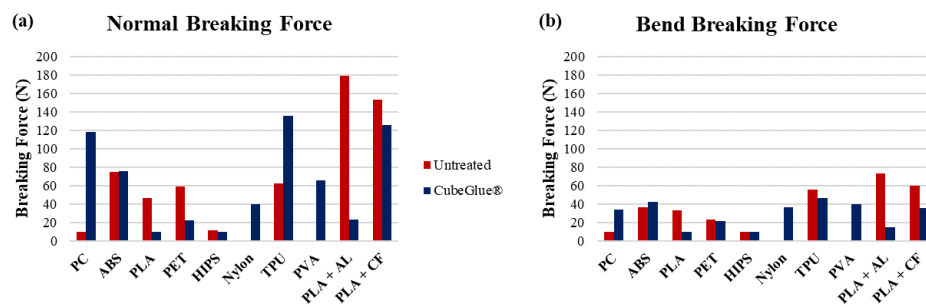 (a)
Normal Breaking Force
Breaking Force (N)
200
180
160
140
120
100
80
60
40
20
0
PC
ABS
PLA
PET
HIPS
Nylon
TPU
PVA
PLA + AL
PLA + CF
Untreated
CubeGlue®
(b)
Bend Breaking Force
Breaking Force (N)
200
180
160
140
120
100
80
60
40
20
0
PC
ABS
PLA
PET
HIPS
Nylon
TPU
PVA
PLA + AL
PLA + CF